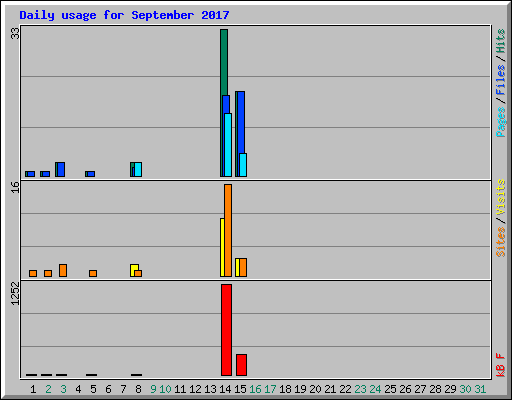 Daily usage for September 2017
33
Pages/Files/Hits
16
Sites/Visits
1252
kB F
1 2 3 4 5 6 7 8 9 10 11 12 13 14 15 16 17 18 19 20 21 22 23 24 25 26 27 28 29 30 31